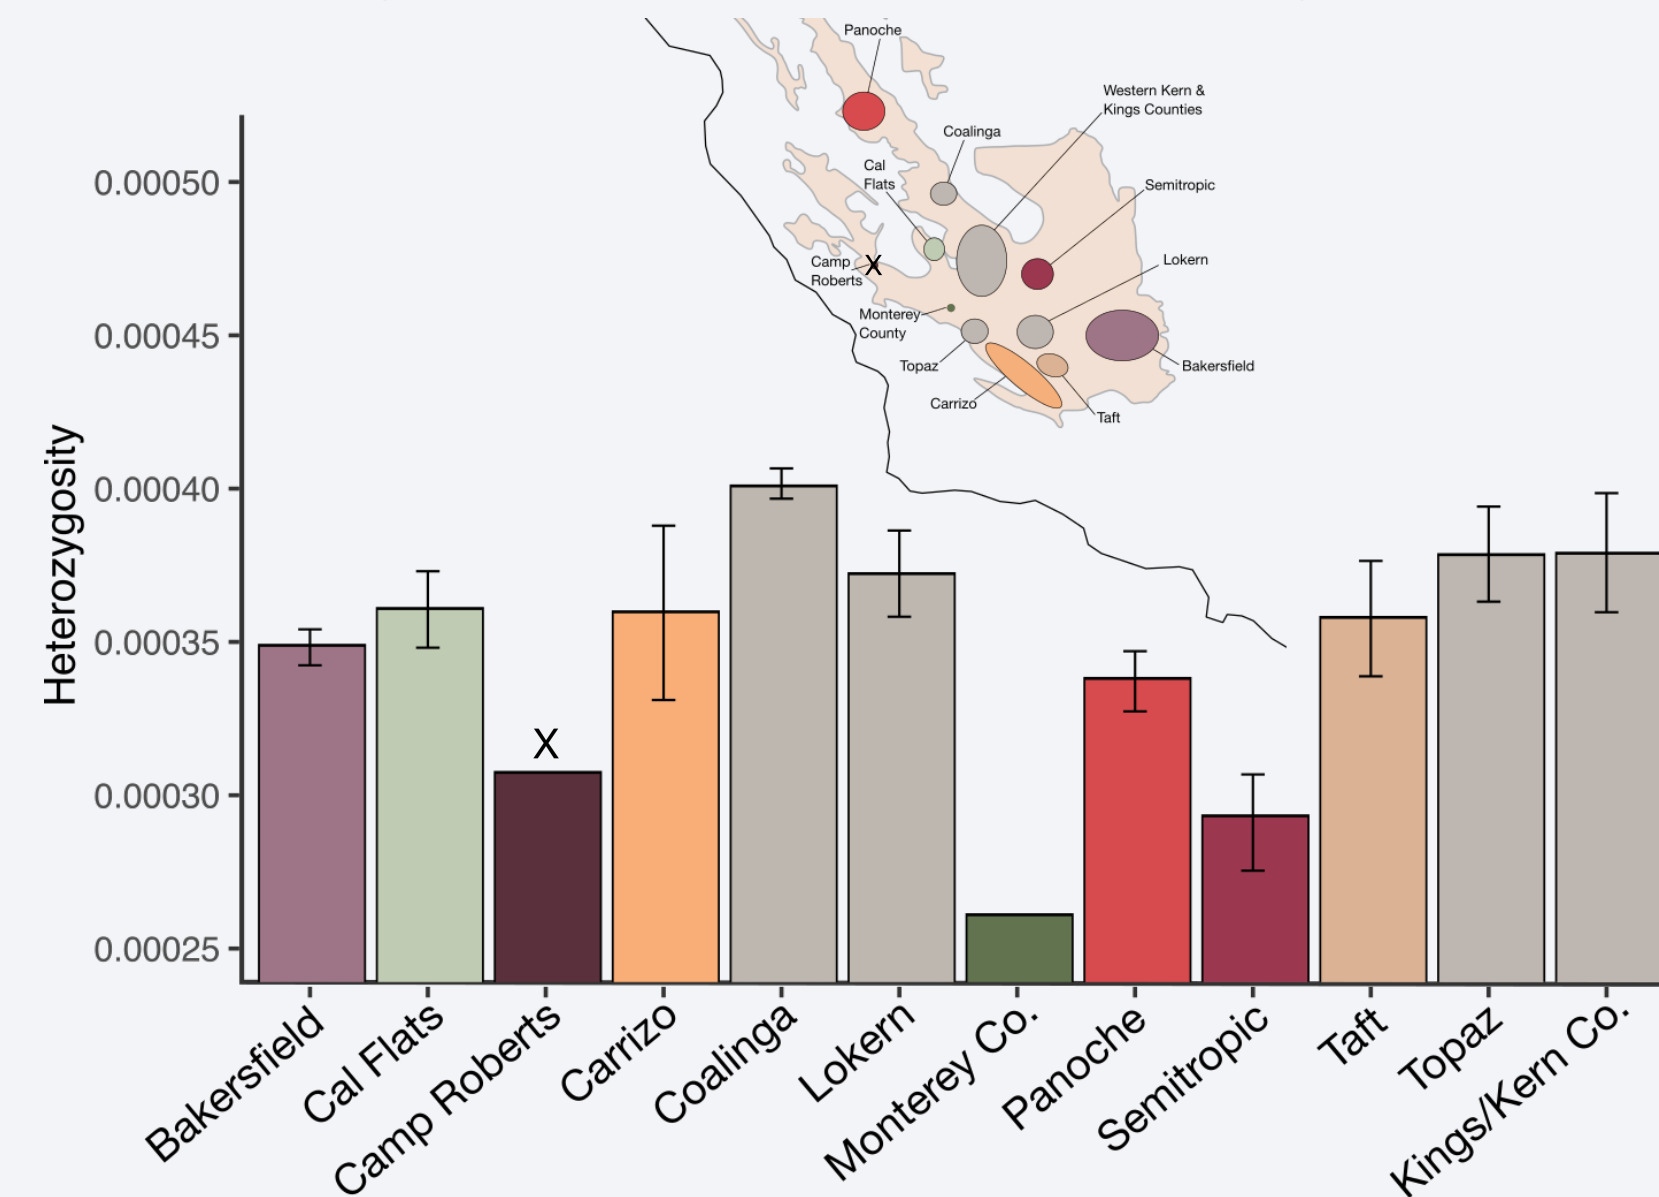 Panoche
Western Kern &
Kings Counties
Coalinga
Cal
Flats
Semitropic
Camp
Roberts
X
Lokern
Monterey
County
Topaz
Bakersfield
Carrizo
Taft
Heterozygosity
0.00050
0.00045
0.00040
0.00035
0.00030
0.00025
X
Bakersfield
Cal Flats
Camp Roberts
Carrizo
Coalinga
Lokern
Monterey Co.
Panoche
Semitropic
Taft
Topaz
Kings/Kern Co.